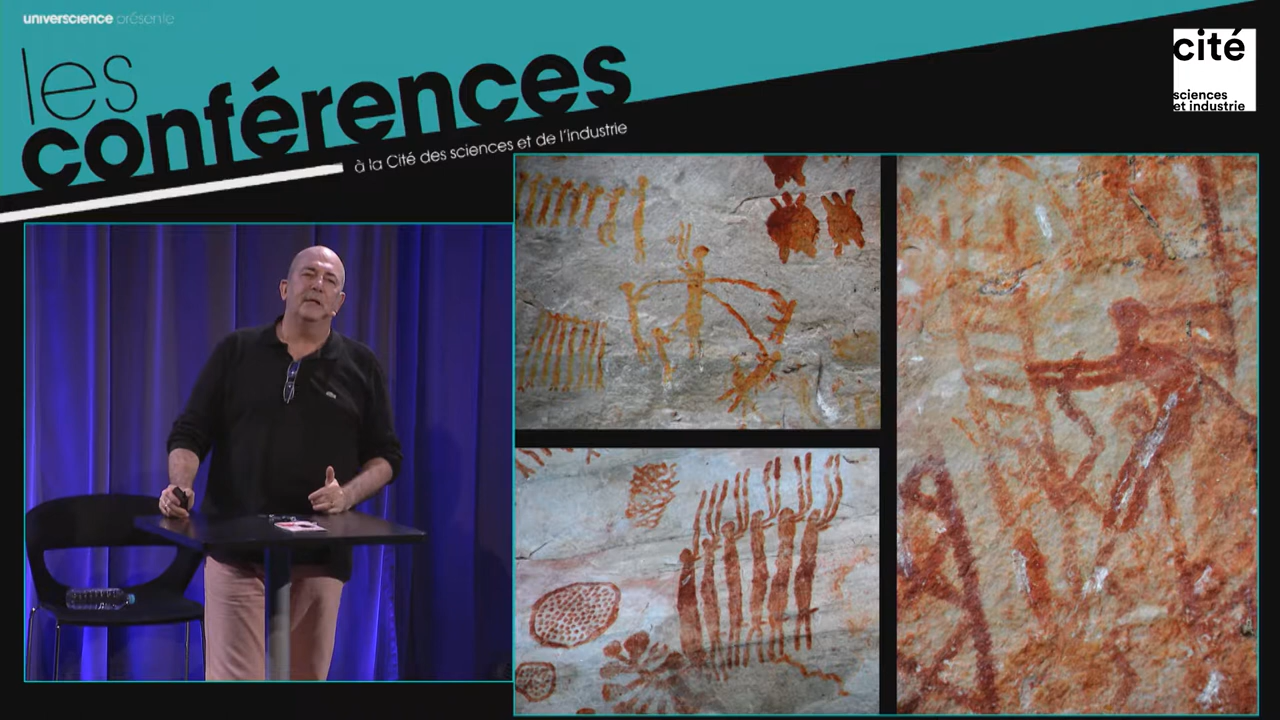 universcience présente
les
conférences
à la Cité des sciences et de l'industrie
cité
sciences
et industrie